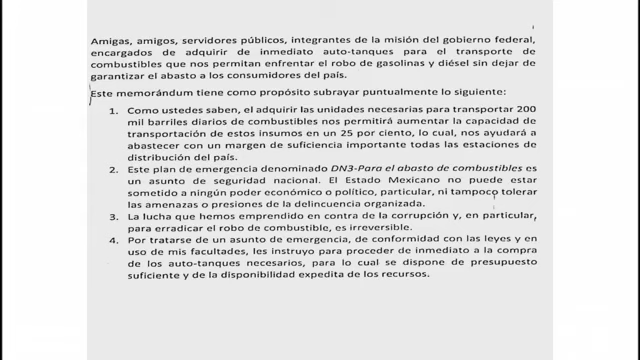 Amigas, amigos, servidores públicos, integrantes de la misión del gobierno federal,
encargados de adquirir de inmediato auto-tanques para el transporte de
combustibles que nos permitan enfrentar el robo de gasolinas y diésel sin dejar de
garantizar el abasto a los consumidores del país.
Este memorándum tiene como propósito subrayar puntualmente lo siguiente:
1. Como ustedes saben, el adquirir las unidades necesarias para transportar 200
mil barriles diarios de combustibles nos permitirá aumentar la capacidad de
transportación de estos insumos en un 25 por ciento, lo cual, nos ayudará a
abastecer con un margen de suficiencia importante todas las estaciones de
distribución del país.
2. Este plan de emergencia denominado DN3-Para el abasto de combustibles es
un asunto de seguridad nacional. El Estado Mexicano no puede estar
sometido a ningún poder económico o político, particular, ni tampoco tolerar
las amenazas o presiones de la delincuencia organizada.
3. La lucha que hemos emprendido en contra de la corrupción y, en particular,
para erradicar el robo de combustible, es irreversible.
4. Por tratarse de un asunto de emergencia, de conformidad con las leyes y en
uso de mis facultades, les instruyo para proceder de inmediato a la compra
de los auto-tanques necesarios, para lo cual se dispone de presupuesto
suficiente y de la disponibilidad expedita de los recursos.